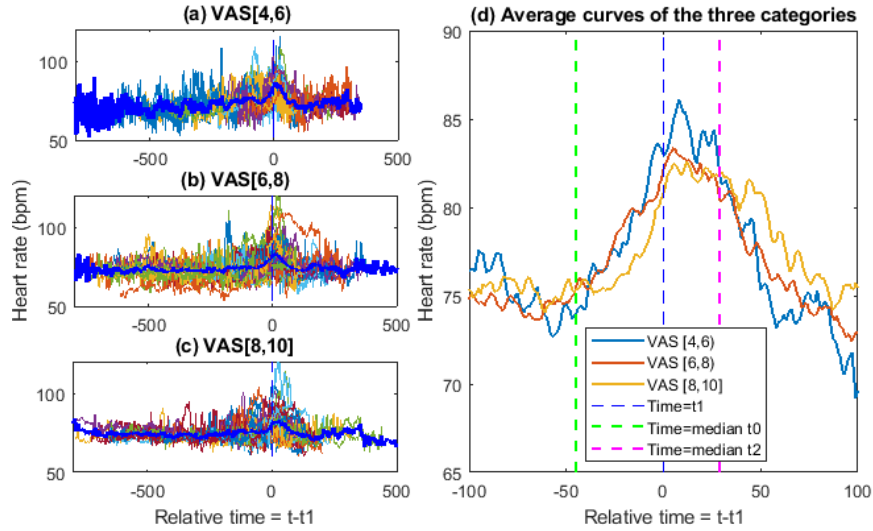 (a) VAS[4,6)
100
50
-500
0
500
(b) VAS[6,8)
100
50
-500
0
500
(c) VAS[8,10]
100
50
-500
0
500
Heart rate (bpm)
Relative time = t-t1
(d) Average curves of the three categories
90
85
80
75
70
65
-100
-50
0
50
100
Heart rate (bpm)
Relative time = t-t1
VAS [4,6)
VAS [6,8)
VAS [8,10]
Time=t1
Time=median t0
Time=median t2